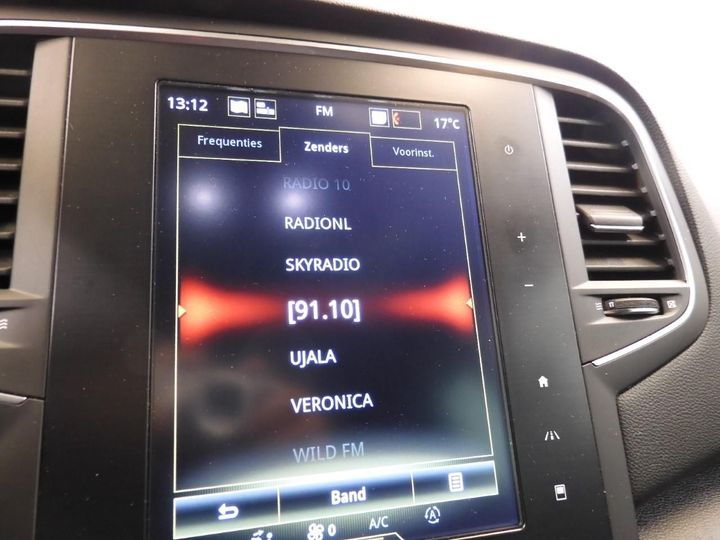 13:12 FM 17°C
Frequenties Zenders Voorinst.
RADIO 10
RADIONL
SKYRADIO
[91.10]
UJALA
VERONICA
WILD FM
Band
0 A/C A